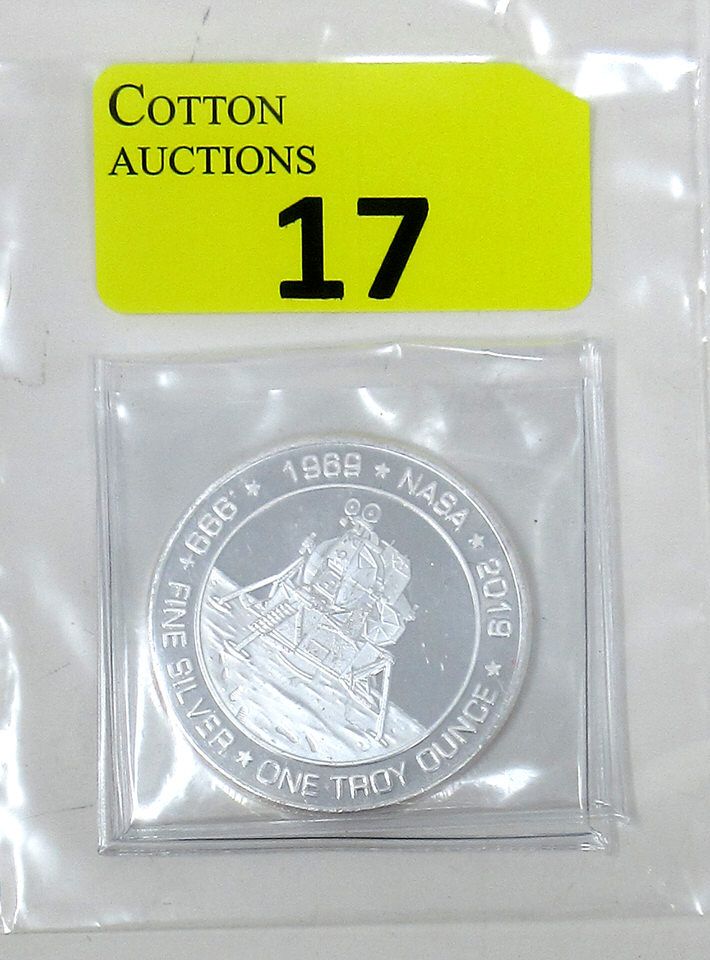 COTTON
AUCTIONS
17
1969 ★ NASA ★ 2019 ★
ONE TROY OUNCE ★ FINE SILVER ★ .999 ★